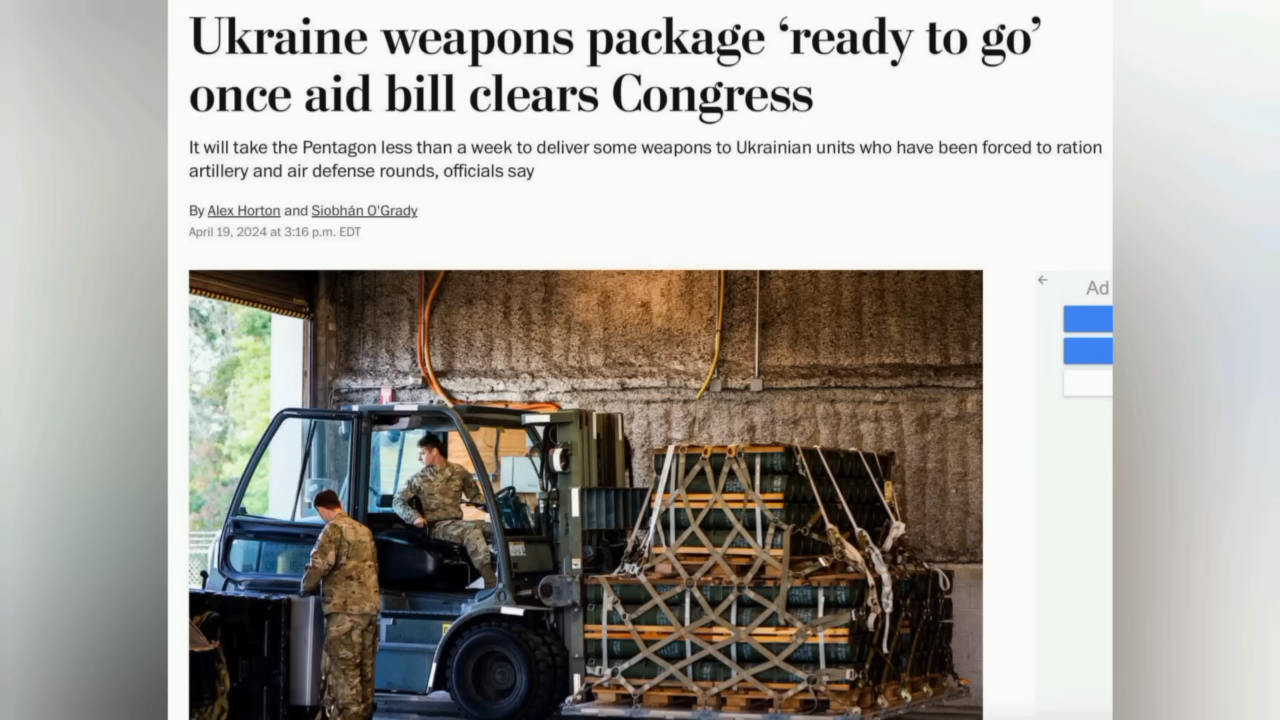 Ukraine weapons package ‘ready to go’
once aid bill clears Congress
It will take the Pentagon less than a week to deliver some weapons to Ukrainian units who have been forced to ration
artillery and air defense rounds, officials say
By Alex Horton and Siobhán O'Grady
April 19, 2024 at 3:16 p.m. EDT
Ad